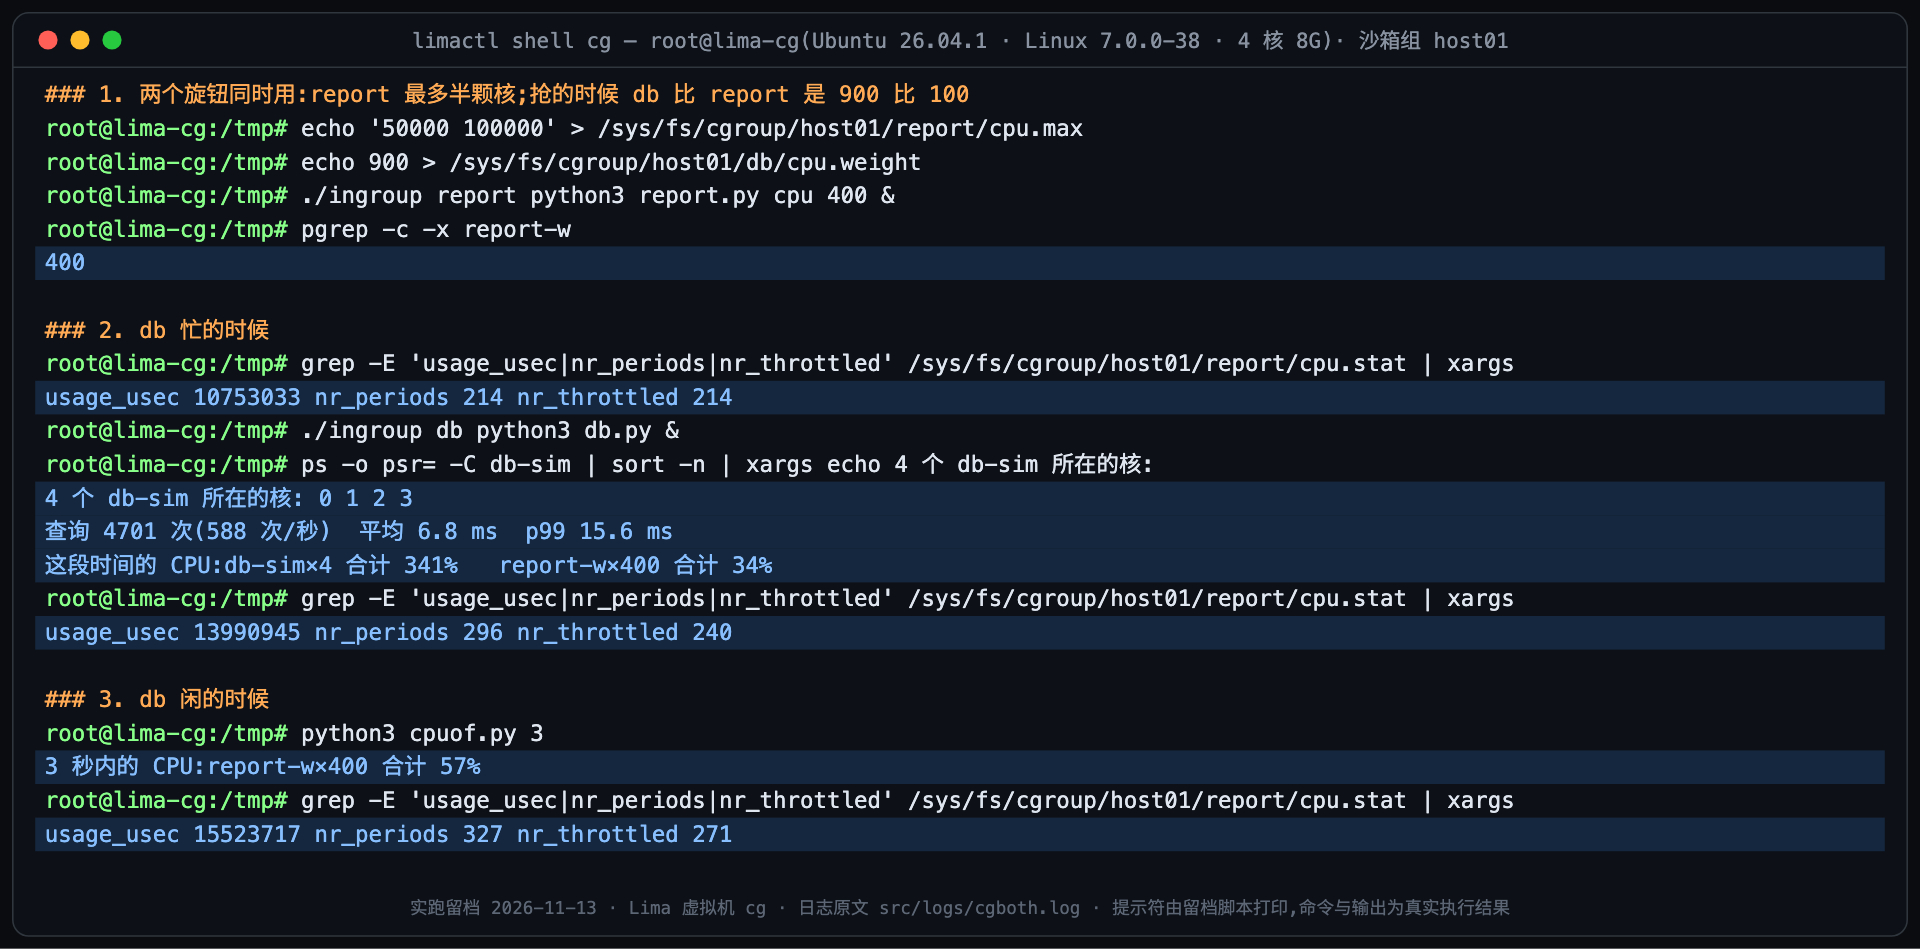 limactl shell cg — root@lima-cg(Ubuntu 26.04.1 · Linux 7.0.0-38 · 4 核 8G)· 沙箱组 host01
### 1. 两个旋钮同时用:report 最多半颗核;抢的时候 db 比 report 是 900 比 100
root@lima-cg:/tmp# echo '50000 100000' > /sys/fs/cgroup/host01/report/cpu.max
root@lima-cg:/tmp# echo 900 > /sys/fs/cgroup/host01/db/cpu.weight
root@lima-cg:/tmp# ./ingroup report python3 report.py cpu 400 &
root@lima-cg:/tmp# pgrep -c -x report-w
400
### 2. db 忙的时候
root@lima-cg:/tmp# grep -E 'usage_usec|nr_periods|nr_throttled' /sys/fs/cgroup/host01/report/cpu.stat | xargs
usage_usec 10753033 nr_periods 214 nr_throttled 214
root@lima-cg:/tmp# ./ingroup db python3 db.py &
root@lima-cg:/tmp# ps -o psr= -C db-sim | sort -n | xargs echo 4 个 db-sim 所在的核:
4 个 db-sim 所在的核: 0 1 2 3
查询 4701 次(588 次/秒)  平均 6.8 ms  p99 15.6 ms
这段时间的 CPU:db-sim×4 合计 341%   report-w×400 合计 34%
root@lima-cg:/tmp# grep -E 'usage_usec|nr_periods|nr_throttled' /sys/fs/cgroup/host01/report/cpu.stat | xargs
usage_usec 13990945 nr_periods 296 nr_throttled 240
### 3. db 闲的时候
root@lima-cg:/tmp# python3 cpuof.py 3
3 秒内的 CPU:report-w×400 合计 57%
root@lima-cg:/tmp# grep -E 'usage_usec|nr_periods|nr_throttled' /sys/fs/cgroup/host01/report/cpu.stat | xargs
usage_usec 15523717 nr_periods 327 nr_throttled 271
实跑留档 2026-11-13 · Lima 虚拟机 cg · 日志原文 src/logs/cgboth.log · 提示符由留档脚本打印,命令与输出为真实执行结果